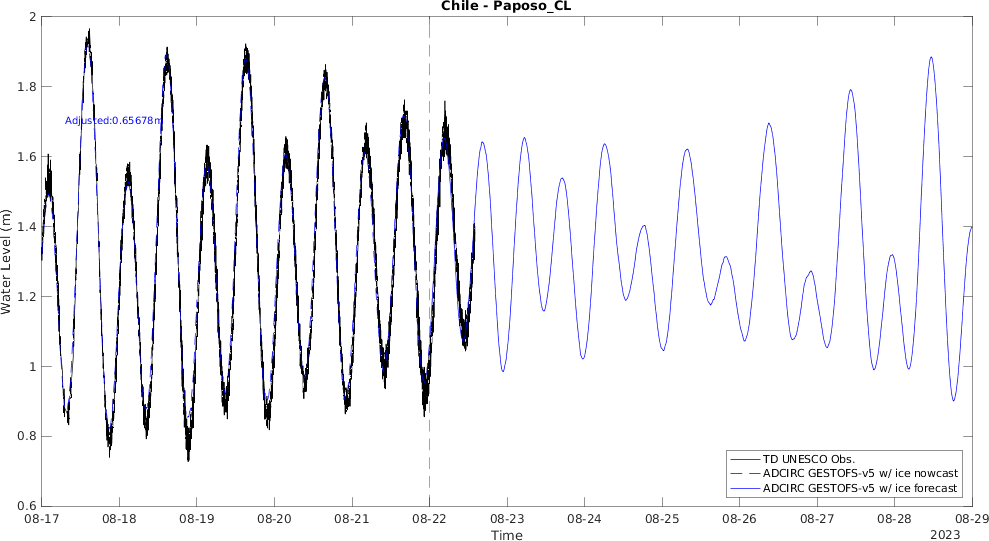 Chile - Paposo_CL
2
1.8
1.6
1.4
1.2
1
0.8
0.6
Water Level (m)
Adjusted:0.65678m
TD UNESCO Obs.
ADCIRC GESTOFS-v5 w/ ice nowcast
ADCIRC GESTOFS-v5 w/ ice forecast
08-17 08-18 08-19 08-20 08-21 08-22 08-23 08-24 08-25 08-26 08-27 08-28 08-29
Time
2023